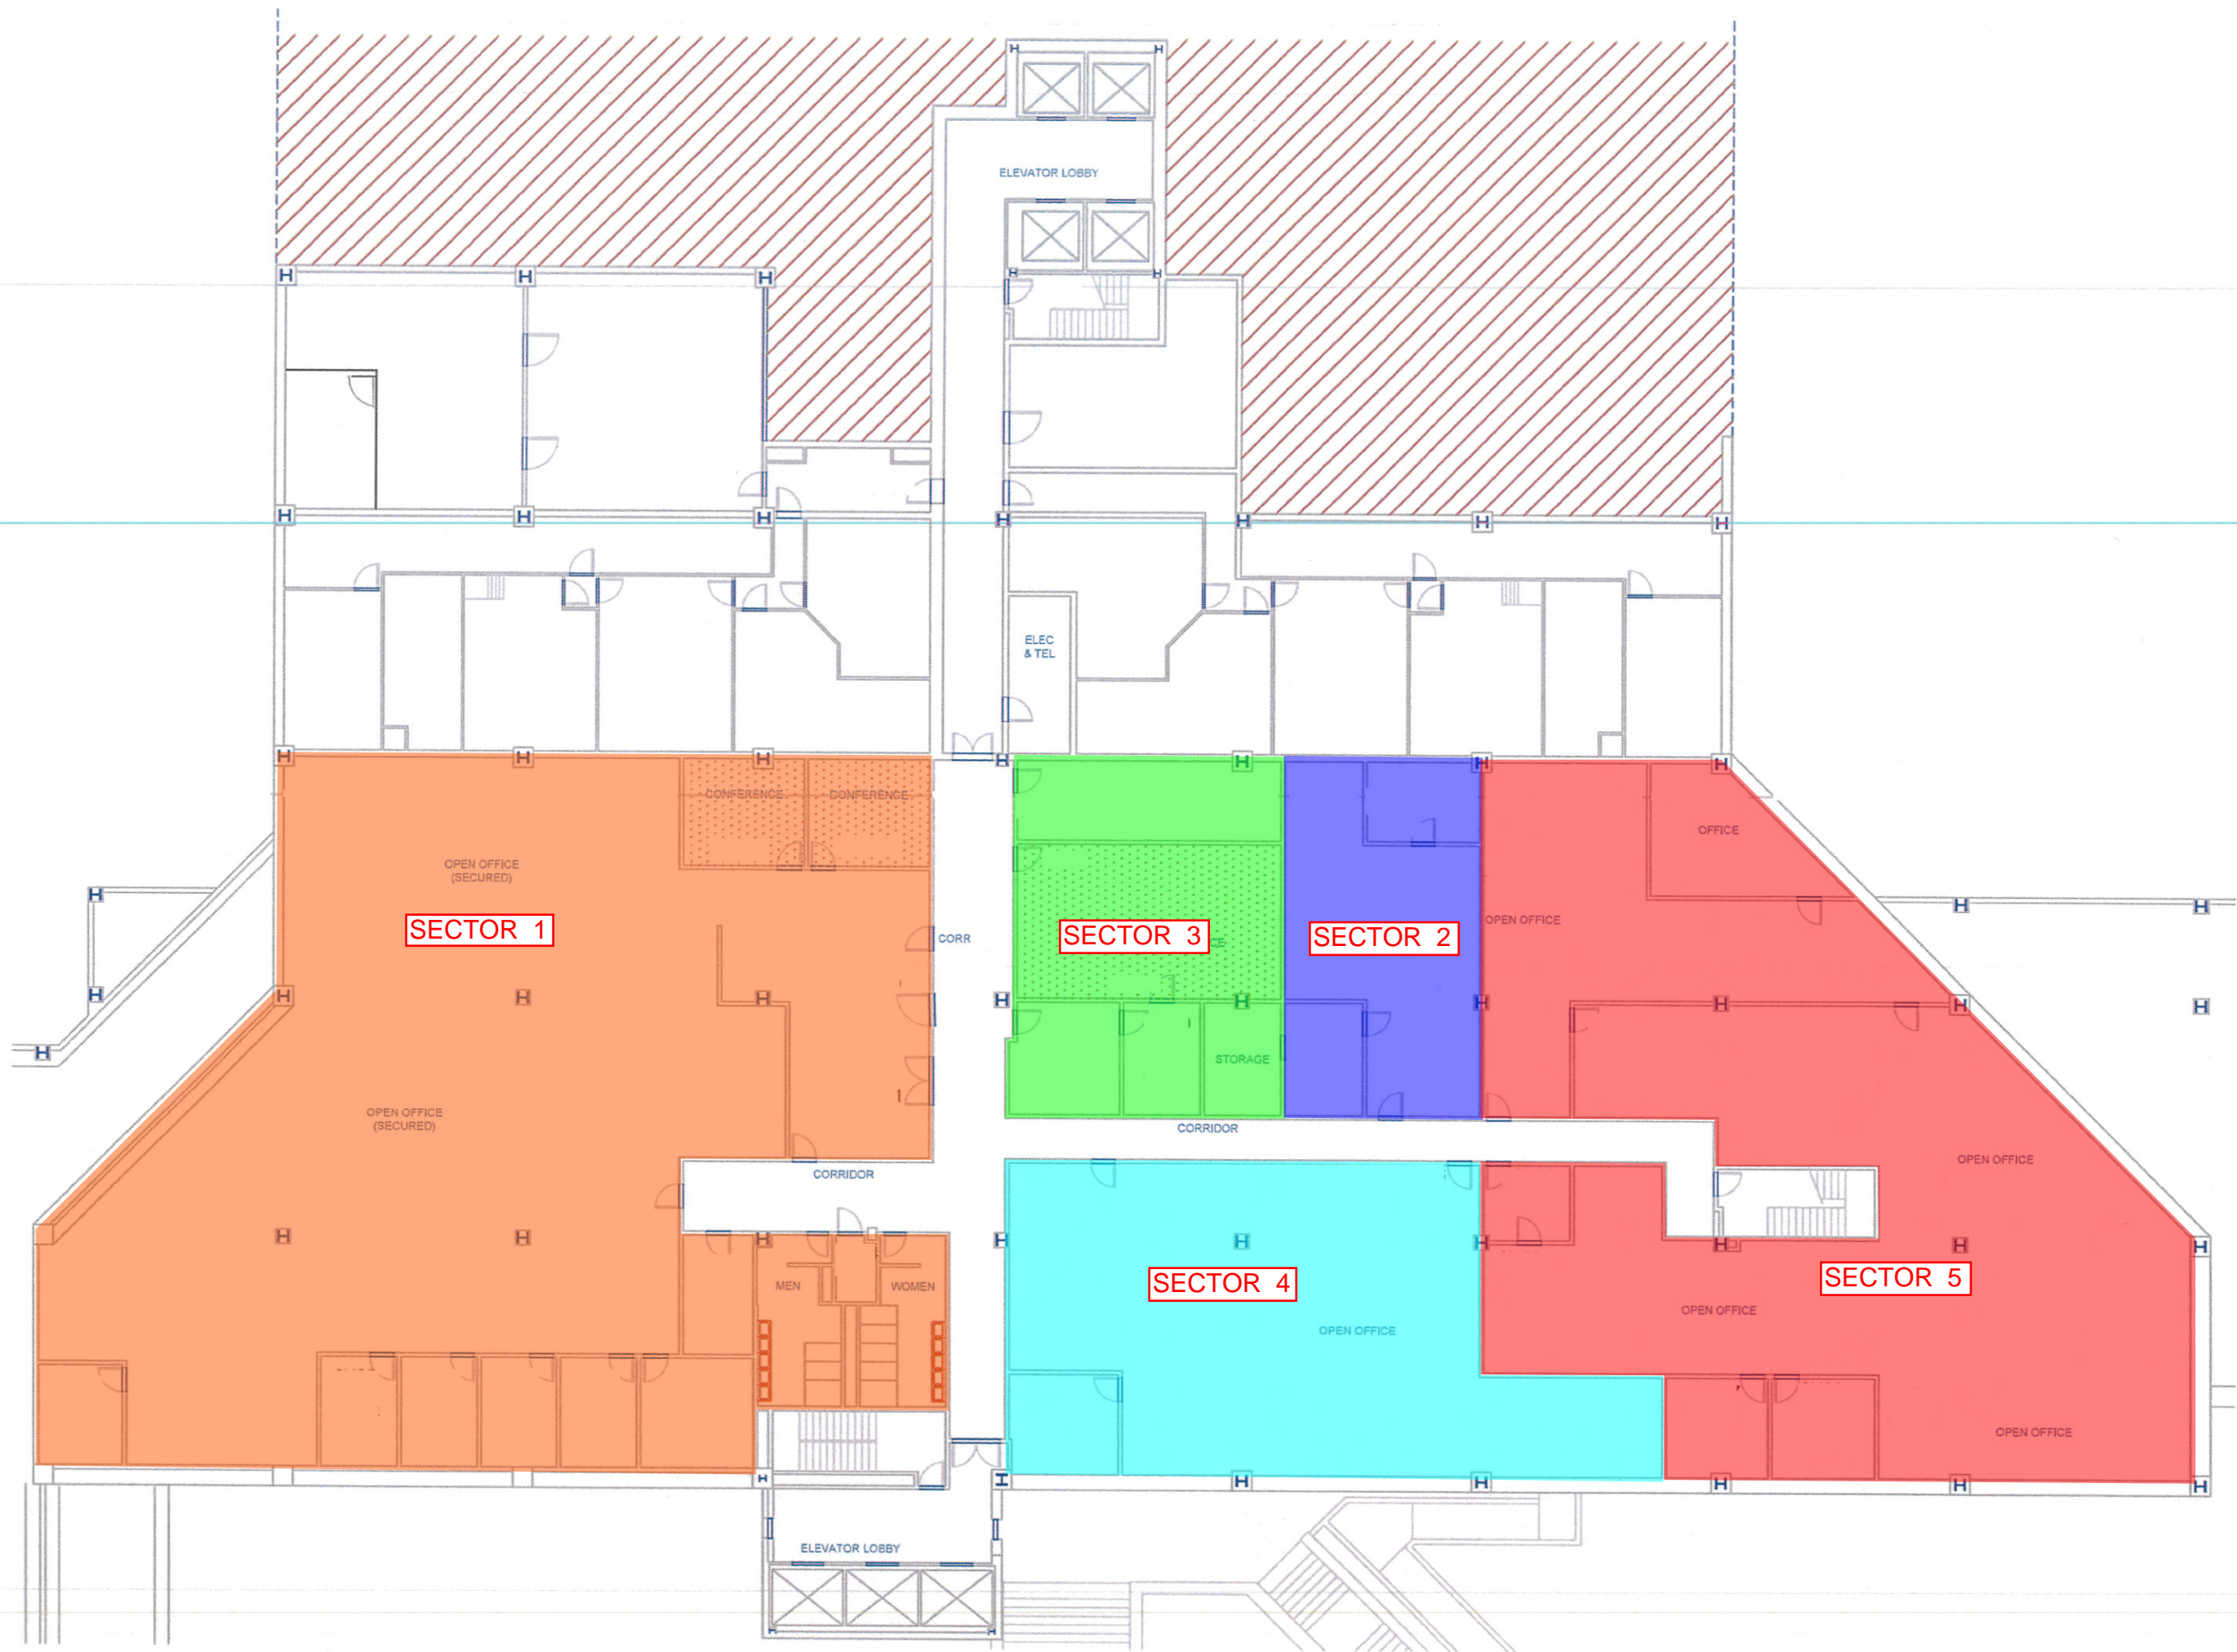 ELEVATOR LOBBY
ELEC
& TEL
CONFERENCE
CONFERENCE
OFFICE
OPEN OFFICE
(SECURED)
OPEN OFFICE
SECTOR 1
SECTOR 3
SECTOR 2
CORR
STORAGE
OPEN OFFICE
(SECURED)
CORRIDOR
OPEN OFFICE
CORRIDOR
MEN
WOMEN
SECTOR 4
SECTOR 5
OPEN OFFICE
OPEN OFFICE
OPEN OFFICE
ELEVATOR LOBBY